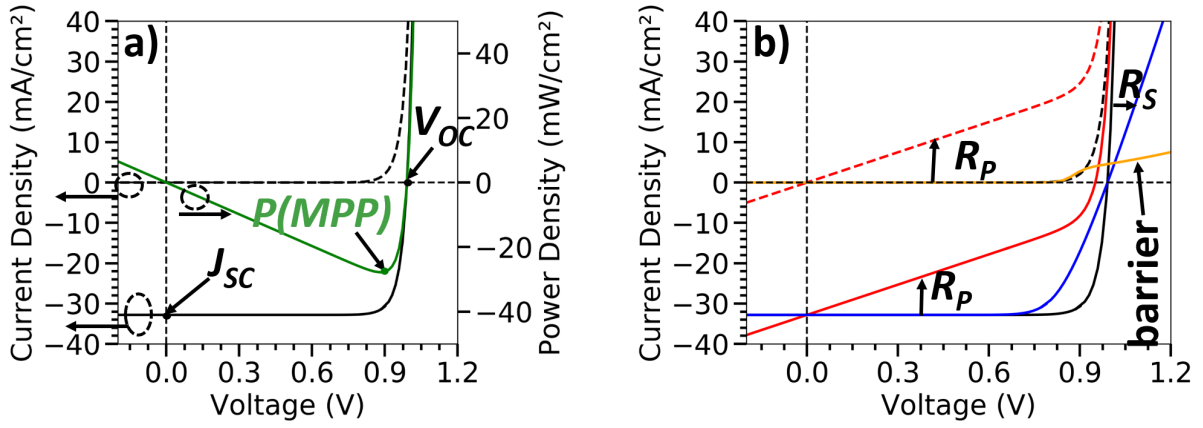 a)
Current Density (mA/cm²)
40
30
20
10
0
−10
−20
−30
−40
V_OC
P(MPP)
J_SC
40
20
0
−20
−40
Power Density (mW/cm²)
0.0 0.3 0.6 0.9 1.2
Voltage (V)
b)
Current Density (mA/cm²)
40
30
20
10
0
−10
−20
−30
−40
R_S
R_P
R_P
barrier
0.0 0.3 0.6 0.9 1.2
Voltage (V)